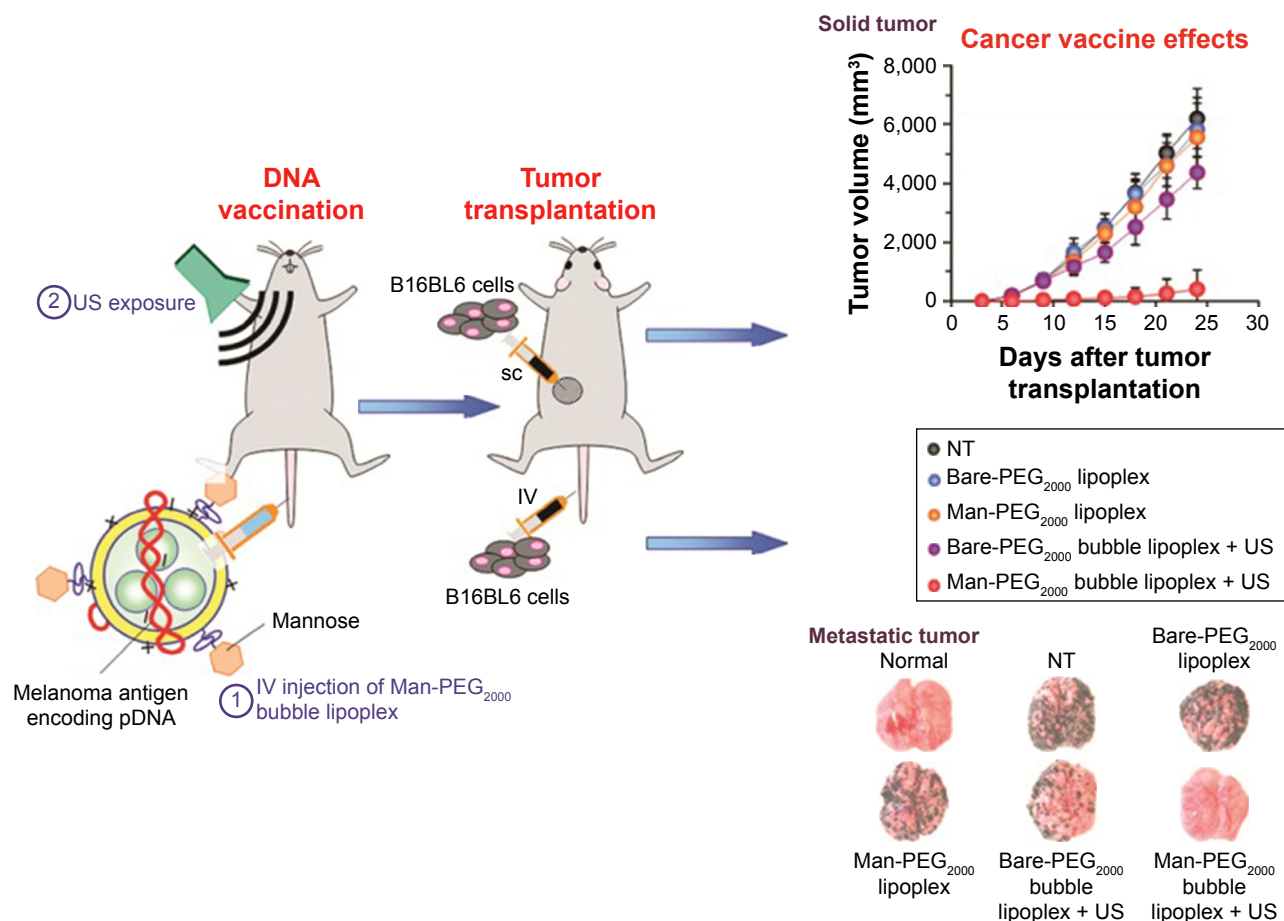 DNA
vaccination
② US exposure
Mannose
Melanoma antigen
encoding pDNA
① IV injection of Man-PEG₂₀₀₀
bubble lipoplex
Tumor
transplantation
B16BL6 cells
sc
IV
B16BL6 cells
Solid tumor
Cancer vaccine effects
Tumor volume (mm³)
8,000
6,000
4,000
2,000
0
0 5 10 15 20 25 30
Days after tumor
transplantation
NT
Bare-PEG₂₀₀₀ lipoplex
Man-PEG₂₀₀₀ lipoplex
Bare-PEG₂₀₀₀ bubble lipoplex + US
Man-PEG₂₀₀₀ bubble lipoplex + US
Metastatic tumor
Normal
NT
Bare-PEG₂₀₀₀
lipoplex
Man-PEG₂₀₀₀
lipoplex
Bare-PEG₂₀₀₀
bubble
lipoplex + US
Man-PEG₂₀₀₀
bubble
lipoplex + US